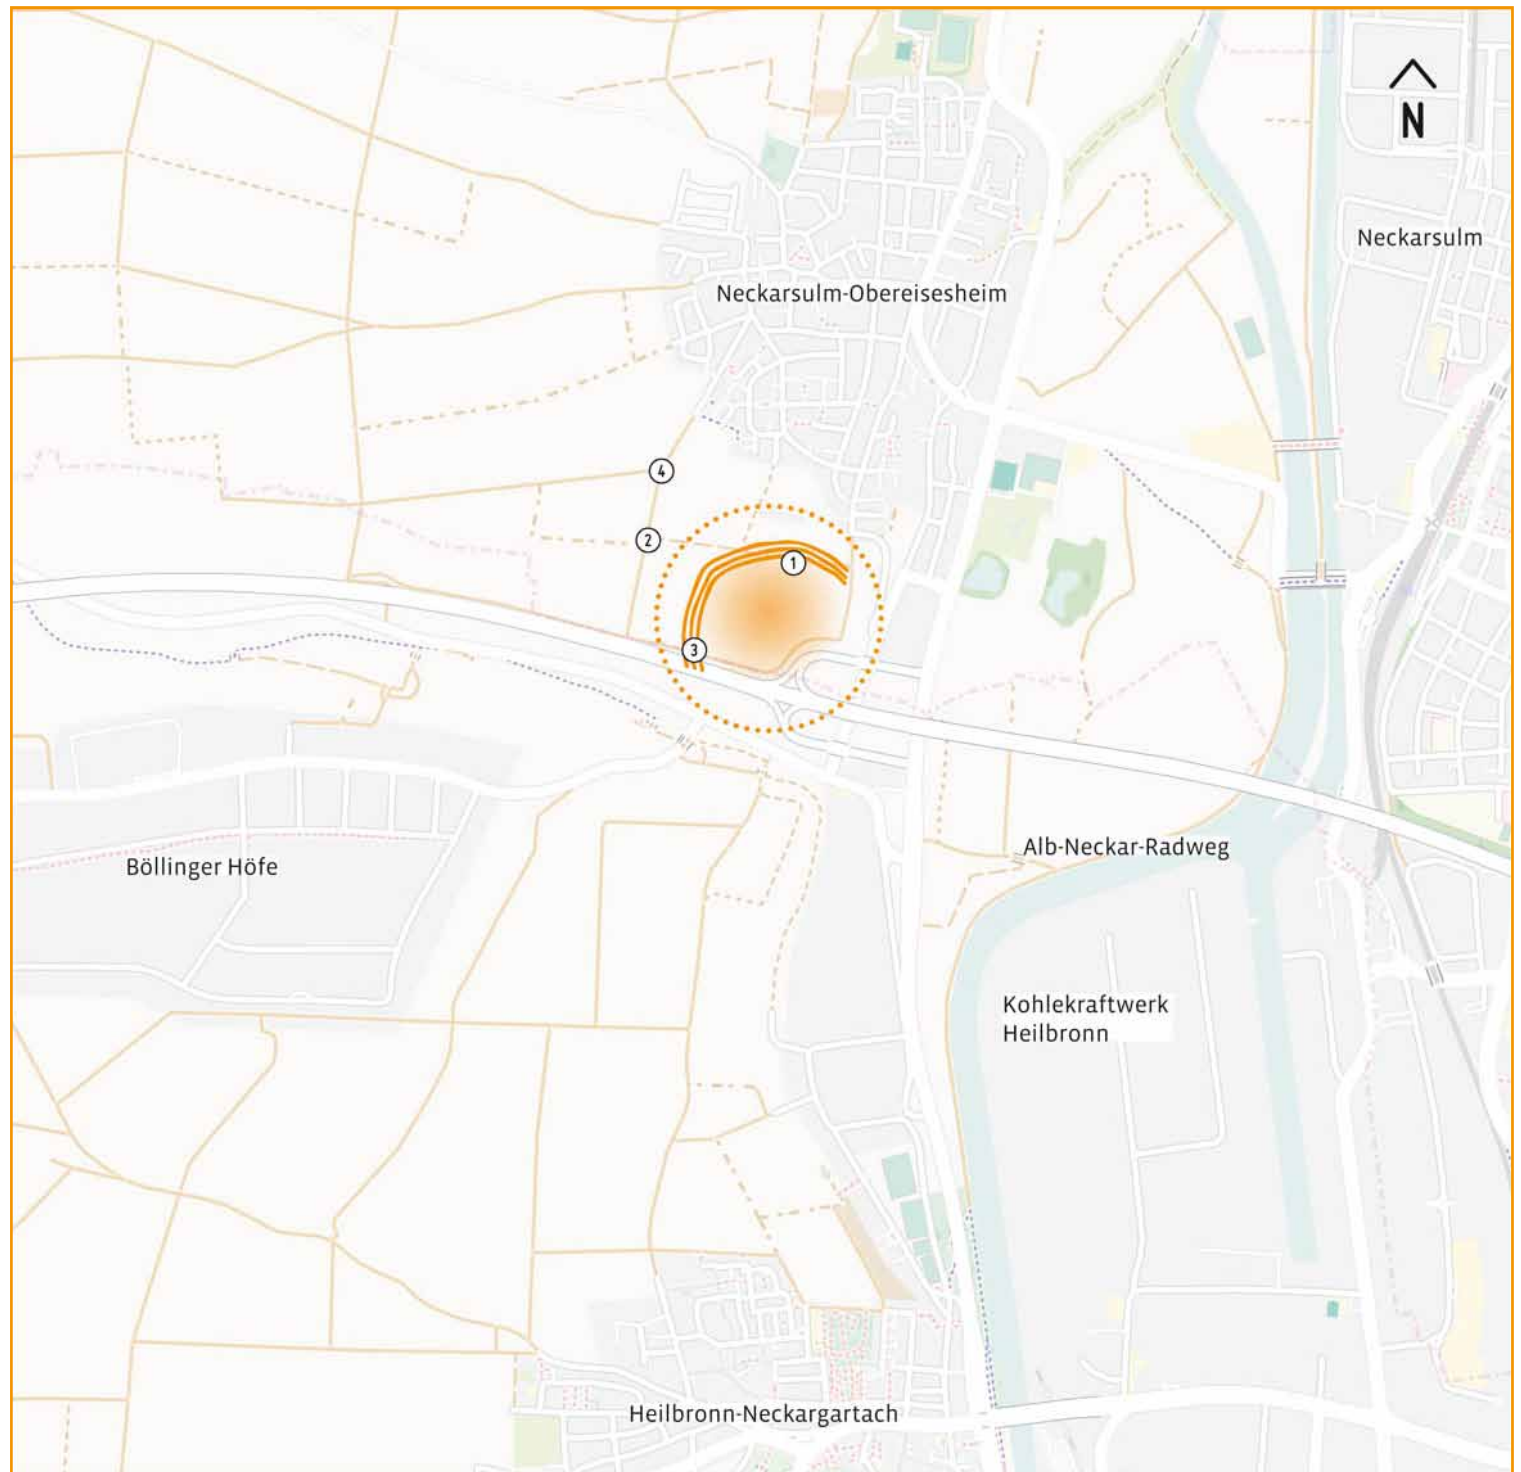 N
Neckarsulm
Neckarsulm-Obereisesheim
4
2
1
3
Alb-Neckar-Radweg
Böllinger Höfe
Kohlekraftwerk
Heilbronn
Heilbronn-Neckargartach